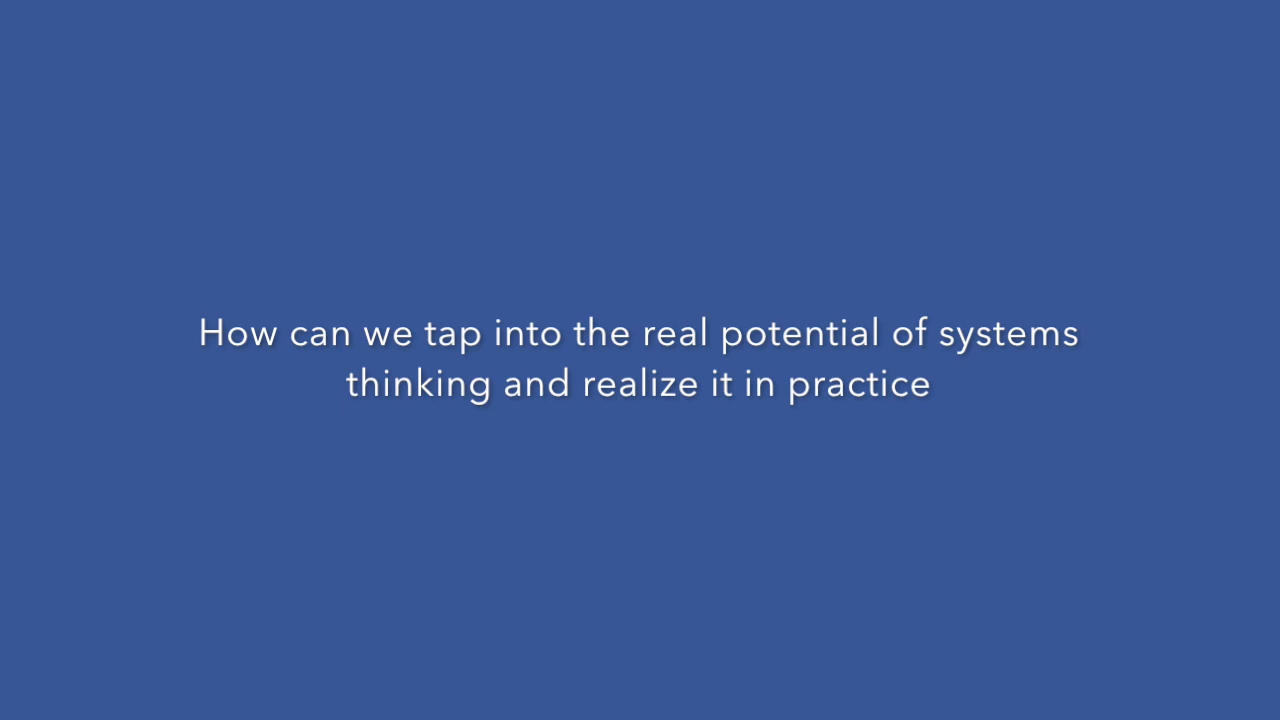 How can we tap into the real potential of systems
thinking and realize it in practice